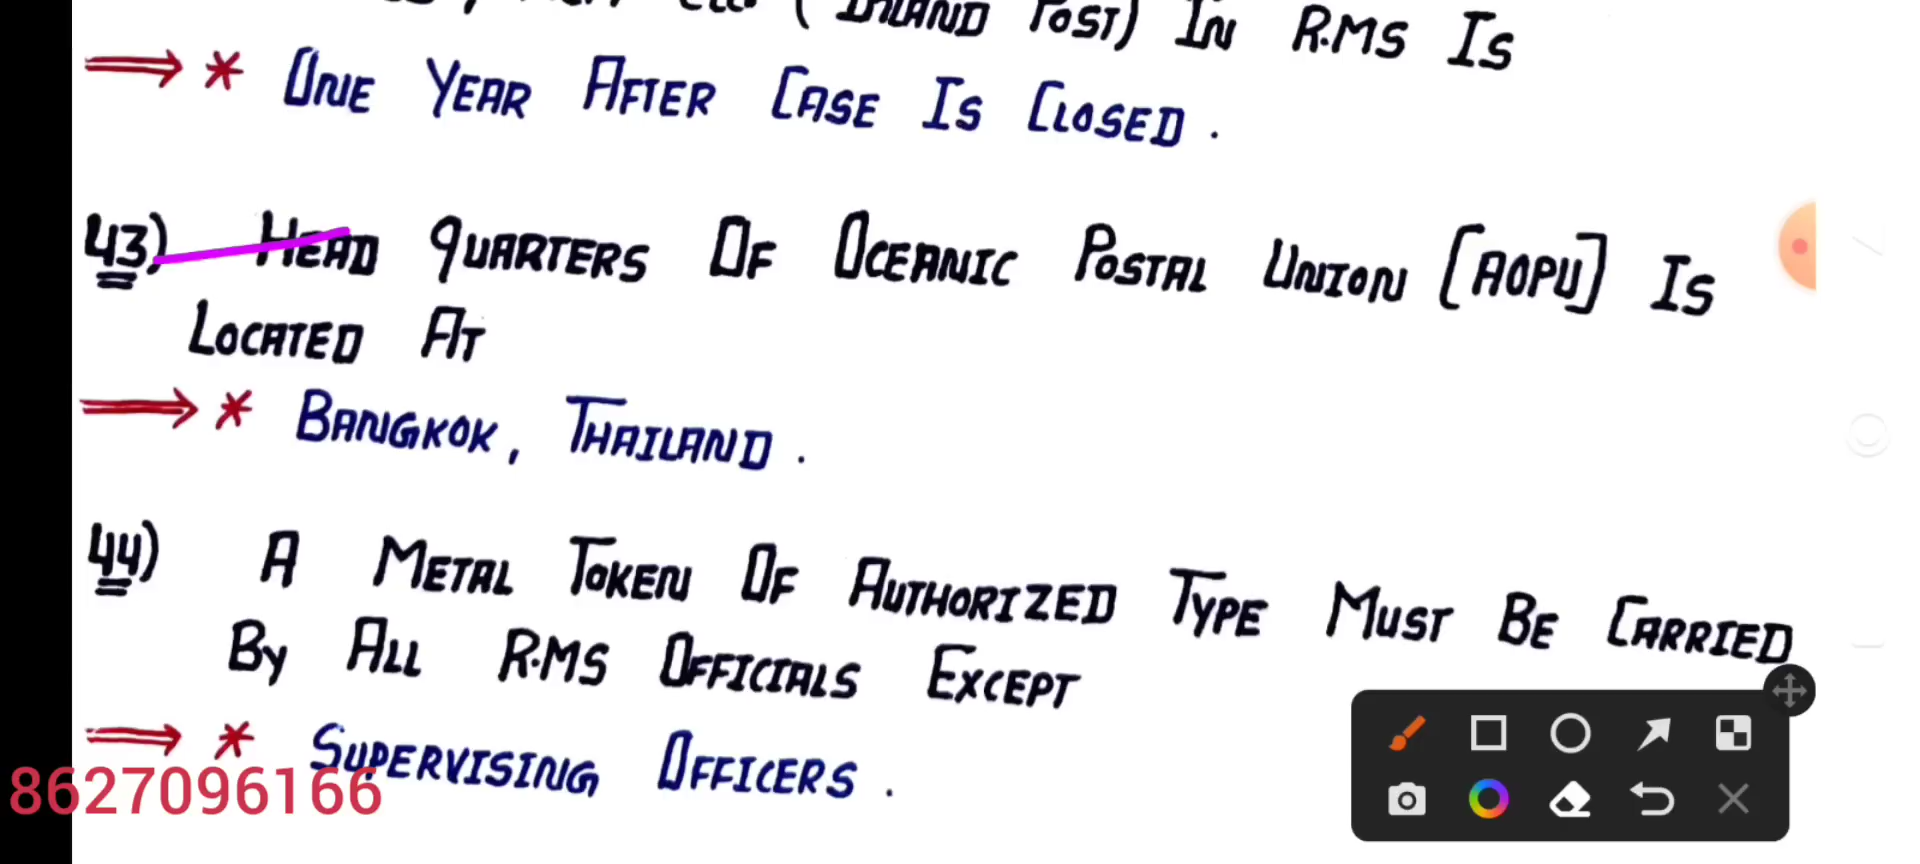 Etc. (Inland Post) In R.MS Is
* One Year After Case Is Closed.
43) Head Quarters Of Oceanic Postal Union [AOPU] Is
Located At
* Bangkok, Thailand.
44) A Metal Token Of Authorized Type Must Be Carried
By All R.MS Officials Except
* Supervising Officers.
8627096166